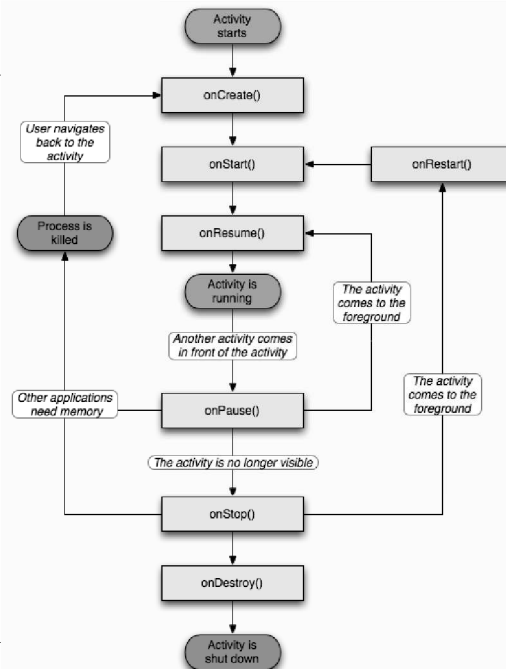 Activity
starts
onCreate()
User navigates
back to the
activity
onStart()
onRestart()
Process is
killed
onResume()
Activity is
running
The activity
comes to the
foreground
Another activity comes
in front of the activity
The activity
comes to the
foreground
Other applications
need memory
onPause()
The activity is no longer visible
onStop()
onDestroy()
Activity is
shut down